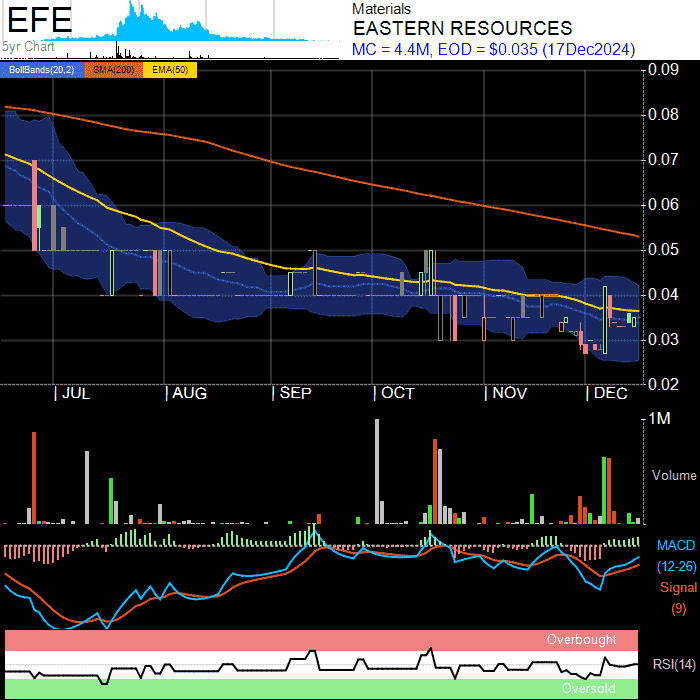 EFE
5yr Chart
Materials
EASTERN RESOURCES
MC = 4.4M, EOD = $0.035 (17Dec2024)
BollBands(20,2) SMA(200) EMA(50)
0.09
0.08
0.07
0.06
0.05
0.04
0.03
0.02
| JUL | AUG | SEP | OCT | NOV | DEC
1M
Volume
MACD
(12-26)
Signal
(9)
Overbought
RSI(14)
Oversold